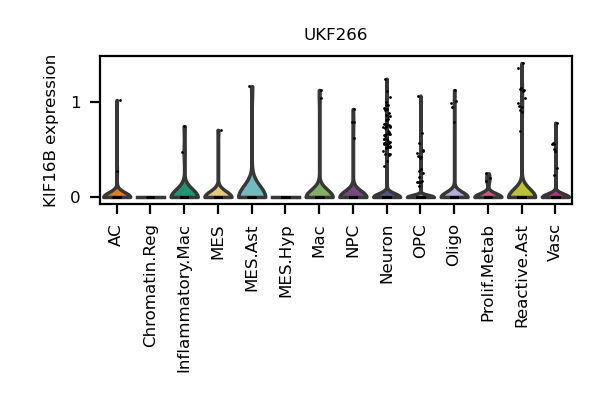 UKF266
KIF16B expression
1
0
AC
Chromatin.Reg
Inflammatory.Mac
MES
MES.Ast
MES.Hyp
Mac
NPC
Neuron
OPC
Oligo
Prolif.Metab
Reactive.Ast
Vasc